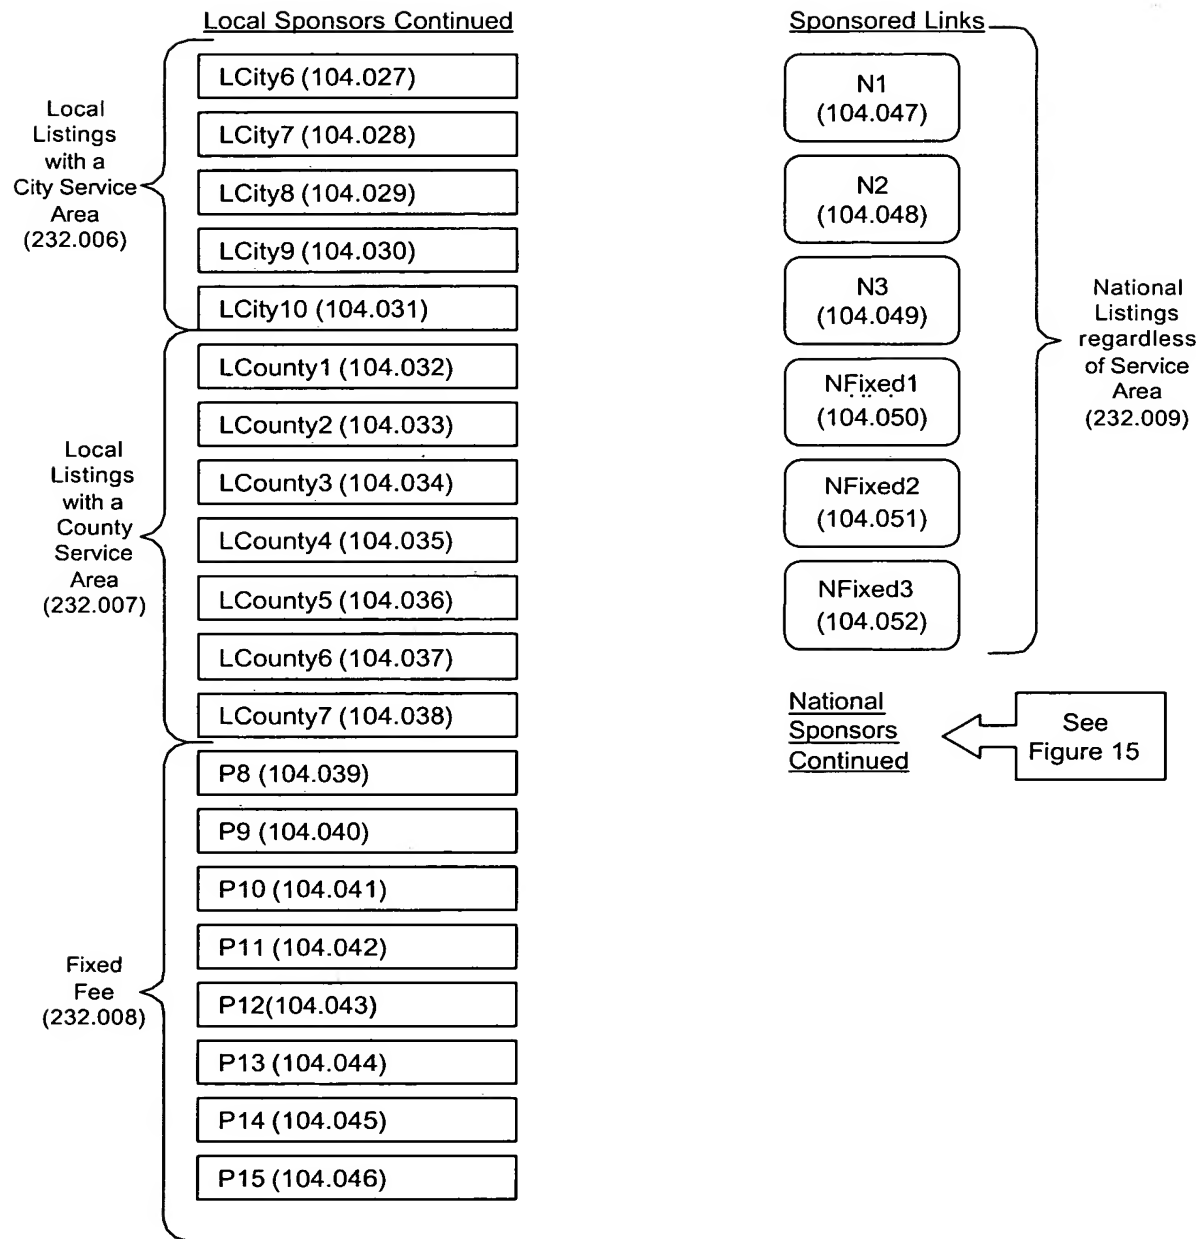 Local Sponsors Continued
Local
Listings
with a
City Service
Area
(232.006)
LCity6 (104.027)
LCity7 (104.028)
LCity8 (104.029)
LCity9 (104.030)
LCity10 (104.031)
Local
Listings
with a
County
Service
Area
(232.007)
LCounty1 (104.032)
LCounty2 (104.033)
LCounty3 (104.034)
LCounty4 (104.035)
LCounty5 (104.036)
LCounty6 (104.037)
LCounty7 (104.038)
Fixed
Fee
(232.008)
P8 (104.039)
P9 (104.040)
P10 (104.041)
P11 (104.042)
P12(104.043)
P13 (104.044)
P14 (104.045)
P15 (104.046)
Sponsored Links
N1
(104.047)
N2
(104.048)
N3
(104.049)
NFixed1
(104.050)
NFixed2
(104.051)
NFixed3
(104.052)
National
Listings
regardless
of Service
Area
(232.009)
National
Sponsors
Continued
See
Figure 15